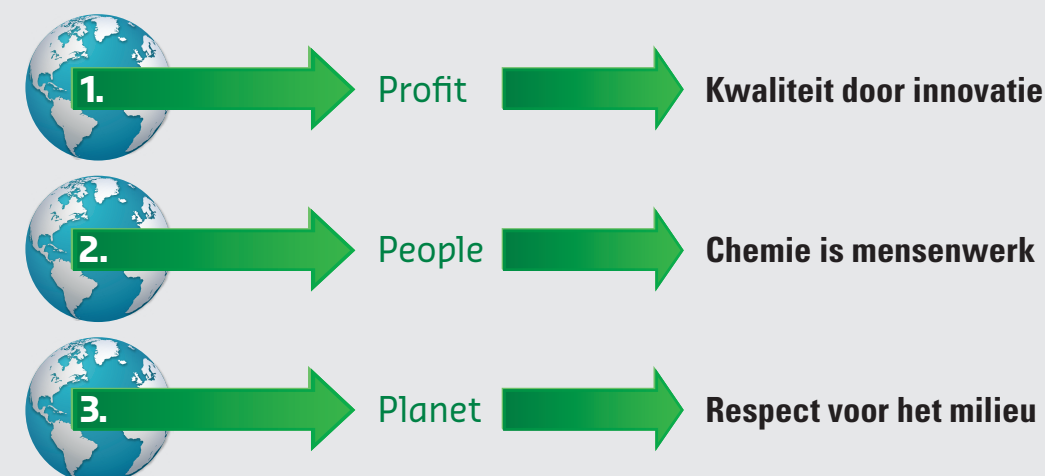 1. Profit Kwaliteit door innovatie
2. People Chemie is mensenwerk
3. Planet Respect voor het milieu